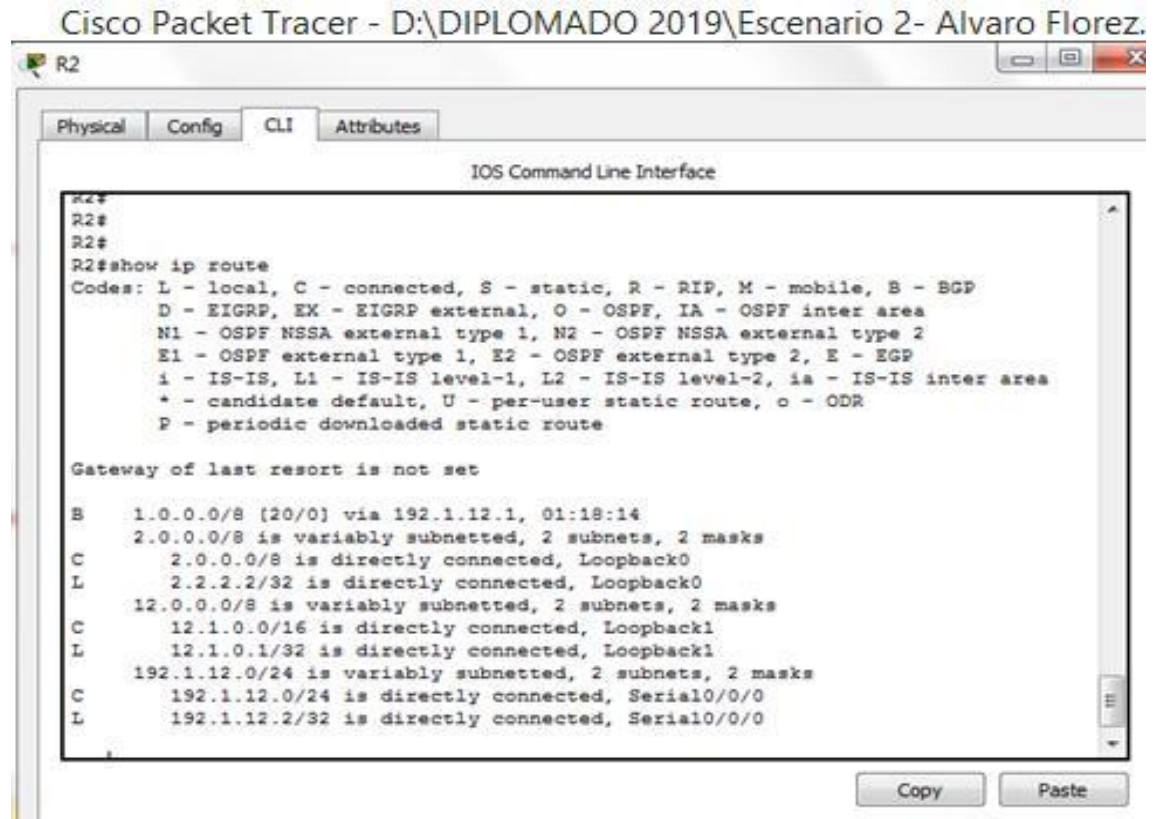 Cisco Packet Tracer - D:\DIPLOMADO 2019\Escenario 2- Alvaro Florez.
R2
Physical Config CLI Attributes
IOS Command Line Interface
R2#
R2#
R2#
R2#show ip route
Codes: L - local, C - connected, S - static, R - RIP, M - mobile, B - BGP
D - EIGRP, EX - EIGRP external, O - OSPF, IA - OSPF inter area
N1 - OSPF NSSA external type 1, N2 - OSPF NSSA external type 2
E1 - OSPF external type 1, E2 - OSPF external type 2, E - EGP
i - IS-IS, L1 - IS-IS level-1, L2 - IS-IS level-2, ia - IS-IS inter area
* - candidate default, U - per-user static route, o - ODR
P - periodic downloaded static route
Gateway of last resort is not set
B 1.0.0.0/8 [20/0] via 192.1.12.1, 01:18:14
2.0.0.0/8 is variably subnetted, 2 subnets, 2 masks
C 2.0.0.0/8 is directly connected, Loopback0
L 2.2.2.2/32 is directly connected, Loopback0
12.0.0.0/8 is variably subnetted, 2 subnets, 2 masks
C 12.1.0.0/16 is directly connected, Loopback1
L 12.1.0.1/32 is directly connected, Loopback1
192.1.12.0/24 is variably subnetted, 2 subnets, 2 masks
C 192.1.12.0/24 is directly connected, Serial0/0/0
L 192.1.12.2/32 is directly connected, Serial0/0/0
Copy Paste